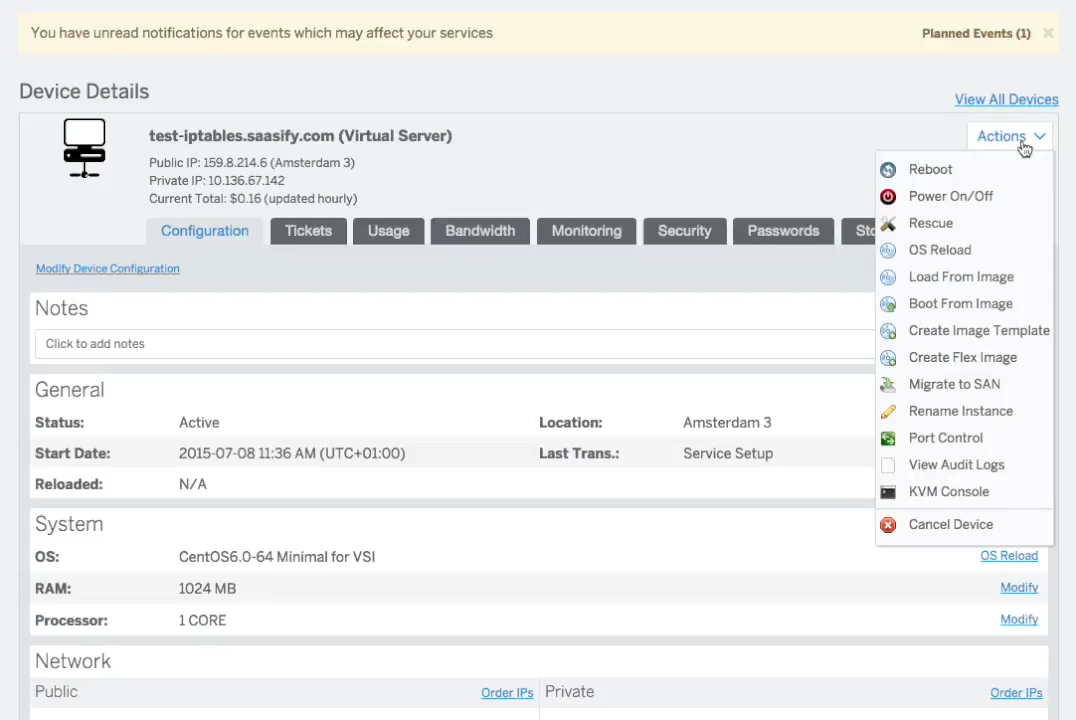 You have unread notifications for events which may affect your services
Planned Events (1)
Device Details
View All Devices
test-iptables.saasify.com (Virtual Server)
Actions
Public IP: 159.8.214.6 (Amsterdam 3)
Private IP: 10.136.67.142
Current Total: $0.16 (updated hourly)
Configuration Tickets Usage Bandwidth Monitoring Security Passwords
Reboot
Power On/Off
Rescue
OS Reload
Load From Image
Boot From Image
Create Image Template
Create Flex Image
Migrate to SAN
Rename Instance
Port Control
View Audit Logs
KVM Console
Cancel Device
Modify Device Configuration
Notes
Click to add notes
General
Status: Active Location: Amsterdam 3
Start Date: 2015-07-08 11:36 AM (UTC+01:00) Last Trans.: Service Setup
Reloaded: N/A
System
OS: CentOS6.0-64 Minimal for VSI OS Reload
RAM: 1024 MB Modify
Processor: 1 CORE Modify
Network
Public Order IPs Private Order IPs